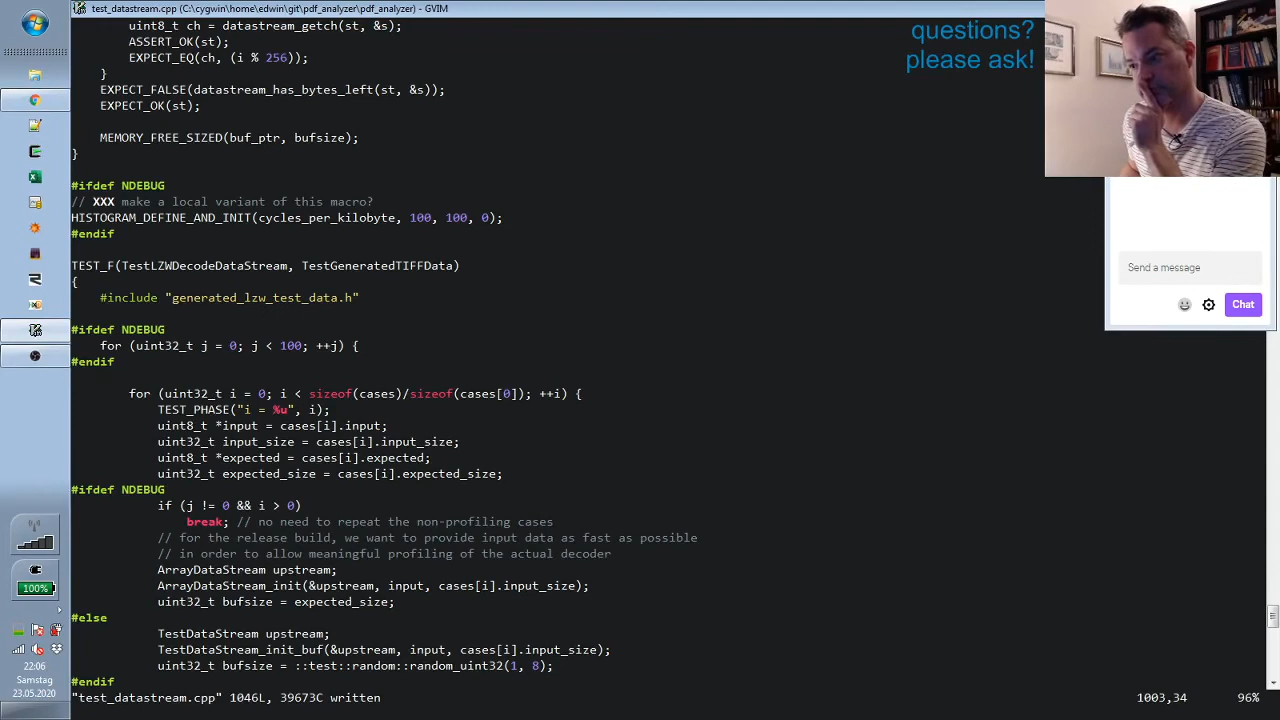 test_datastream.cpp (C:\cygwin\home\edwin\git\pdf_analyzer\pdf_analyzer) - GVIM
uint8_t ch = datastream_getch(st, &s);
ASSERT_OK(st);
EXPECT_EQ(ch, (i % 256));
}
EXPECT_FALSE(datastream_has_bytes_left(st, &s));
EXPECT_OK(st);
MEMORY_FREE_SIZED(buf_ptr, bufsize);
}
#ifdef NDEBUG
// XXX make a local variant of this macro?
HISTOGRAM_DEFINE_AND_INIT(cycles_per_kilobyte, 100, 100, 0);
#endif
TEST_F(TestLZWDecodeDataStream, TestGeneratedTIFFData)
{
#include "generated_lzw_test_data.h"
#ifdef NDEBUG
for (uint32_t j = 0; j < 100; ++j) {
#endif
for (uint32_t i = 0; i < sizeof(cases)/sizeof(cases[0]); ++i) {
TEST_PHASE("i = %u", i);
uint8_t *input = cases[i].input;
uint32_t input_size = cases[i].input_size;
uint8_t *expected = cases[i].expected;
uint32_t expected_size = cases[i].expected_size;
#ifdef NDEBUG
if (j != 0 && i > 0)
break; // no need to repeat the non-profiling cases
// for the release build, we want to provide input data as fast as possible
// in order to allow meaningful profiling of the actual decoder
ArrayDataStream upstream;
ArrayDataStream_init(&upstream, input, cases[i].input_size);
uint32_t bufsize = expected_size;
#else
TestDataStream upstream;
TestDataStream_init_buf(&upstream, input, cases[i].input_size);
uint32_t bufsize = ::test::random::random_uint32(1, 8);
#endif
"test_datastream.cpp" 1046L, 39673C written
1003,34
96%
questions?
please ask!
Send a message
Chat
100%
22:06
Samstag
23.05.2020